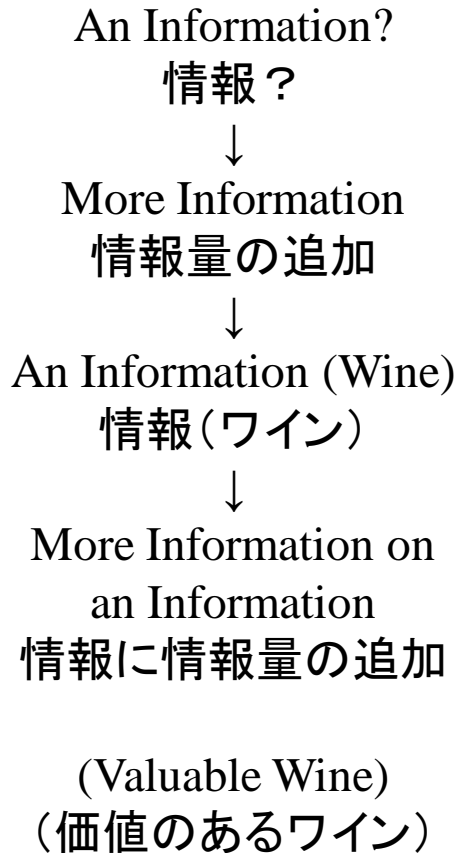 An Information?
情報？
↓
More Information
情報量の追加
↓
An Information (Wine)
情報（ワイン）
↓
More Information on
an Information
情報に情報量の追加
(Valuable Wine)
（価値のあるワイン）